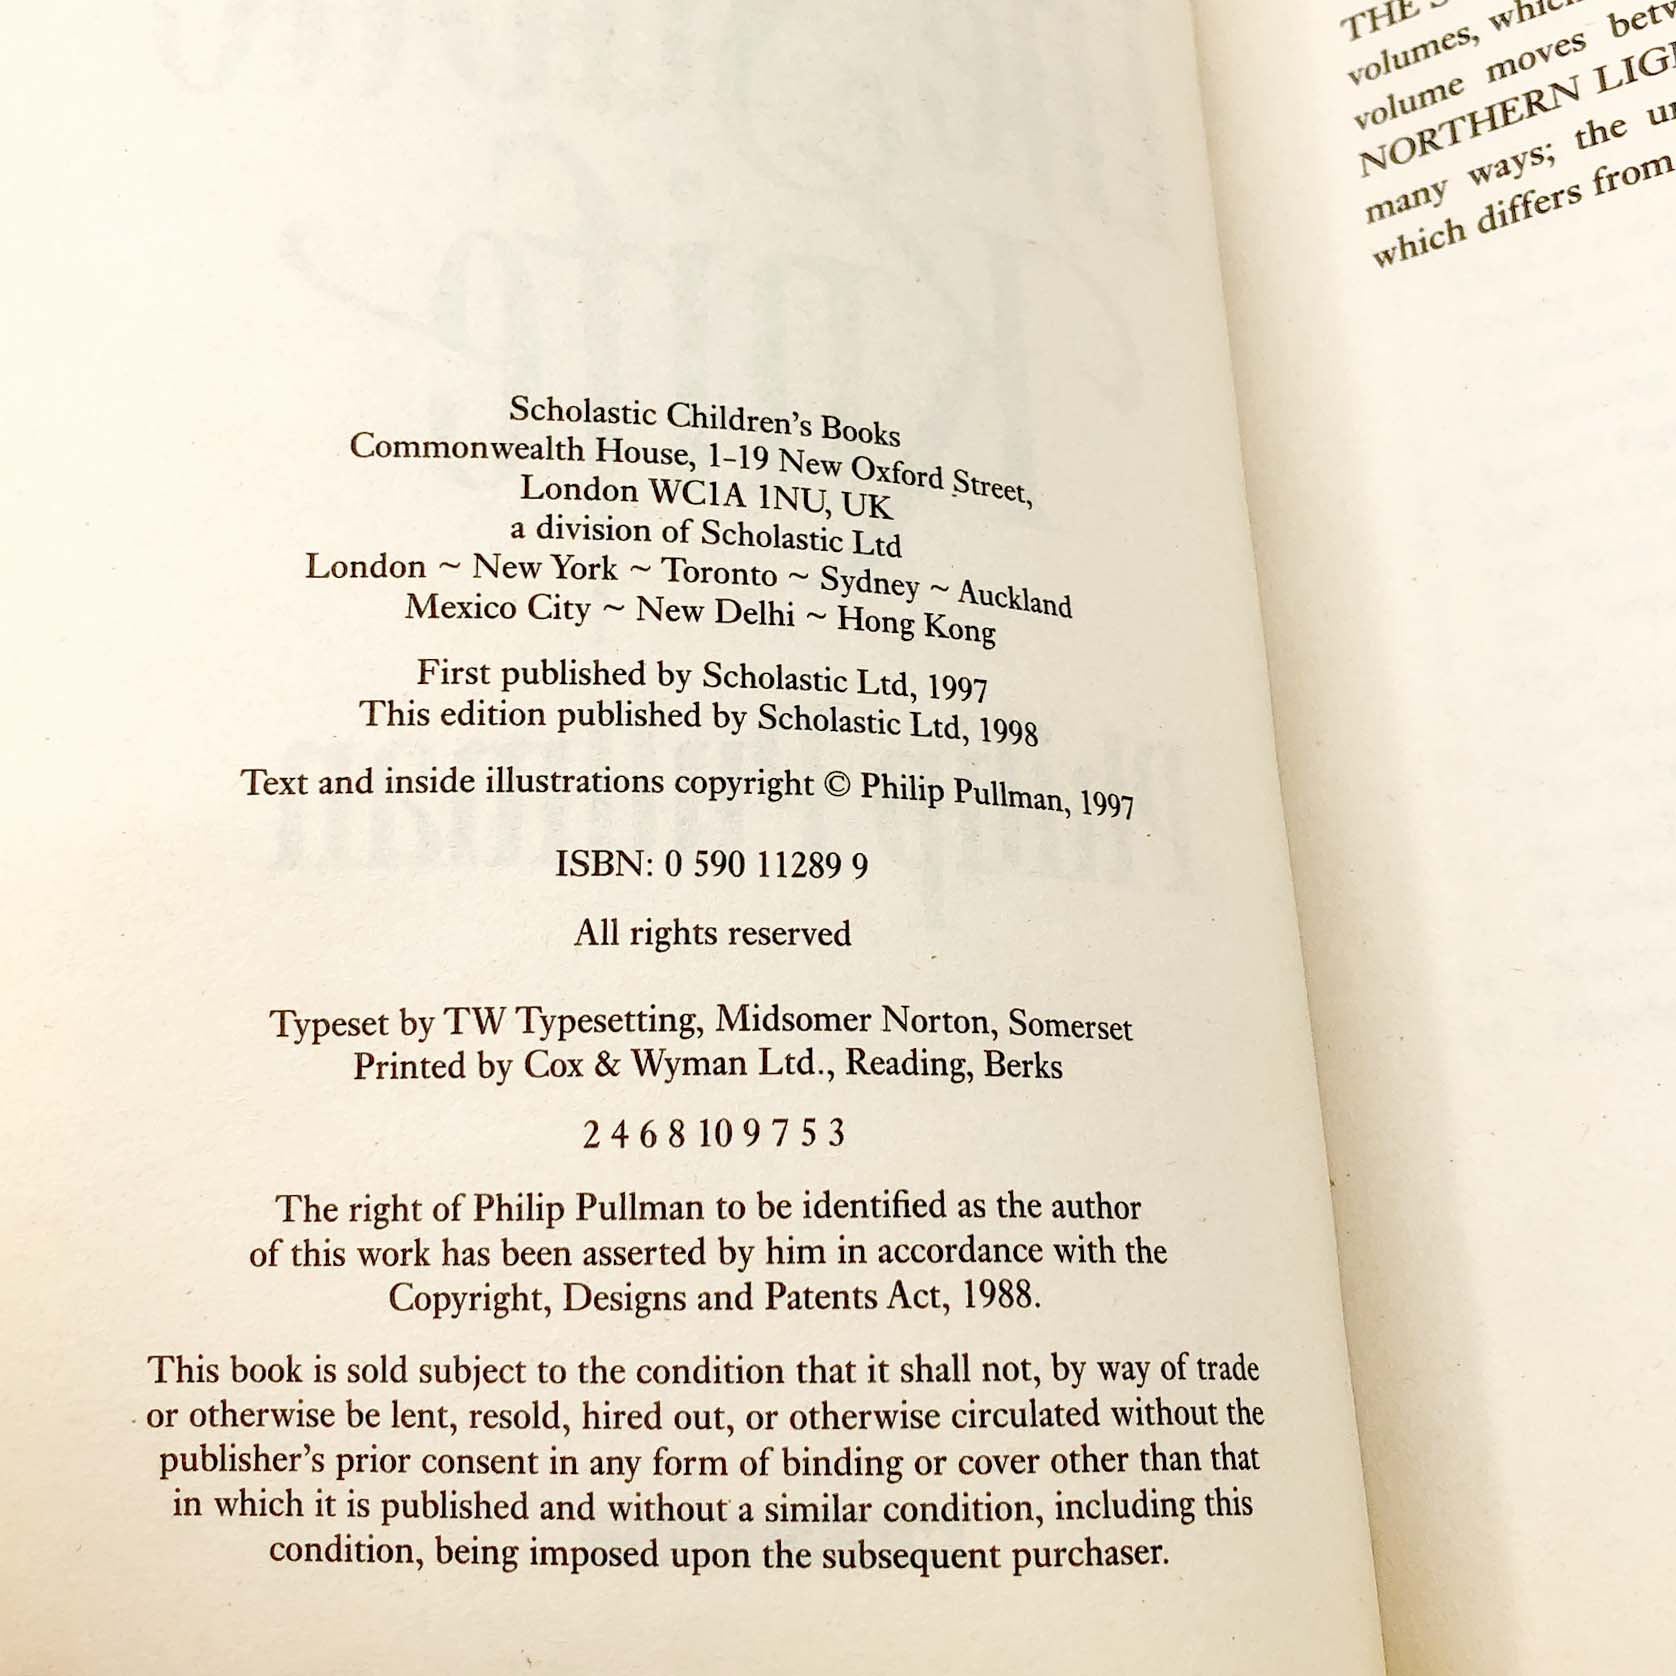 Scholastic Children's Books
Commonwealth House, 1–19 New Oxford Street,
London WC1A 1NU, UK
a division of Scholastic Ltd
London ~ New York ~ Toronto ~ Sydney ~ Auckland
Mexico City ~ New Delhi ~ Hong Kong
First published by Scholastic Ltd, 1997
This edition published by Scholastic Ltd, 1998
Text and inside illustrations copyright © Philip Pullman, 1997
ISBN: 0 590 11289 9
All rights reserved
Typeset by TW Typesetting, Midsomer Norton, Somerset
Printed by Cox & Wyman Ltd., Reading, Berks
2 4 6 8 10 9 7 5 3
The right of Philip Pullman to be identified as the author
of this work has been asserted by him in accordance with the
Copyright, Designs and Patents Act, 1988.
This book is sold subject to the condition that it shall not, by way of trade
or otherwise be lent, resold, hired out, or otherwise circulated without the
publisher's prior consent in any form of binding or cover other than that
in which it is published and without a similar condition, including this
condition, being imposed upon the subsequent purchaser.
THE
volumes, which
volume moves
NORTHERN
many ways; the
which differs from